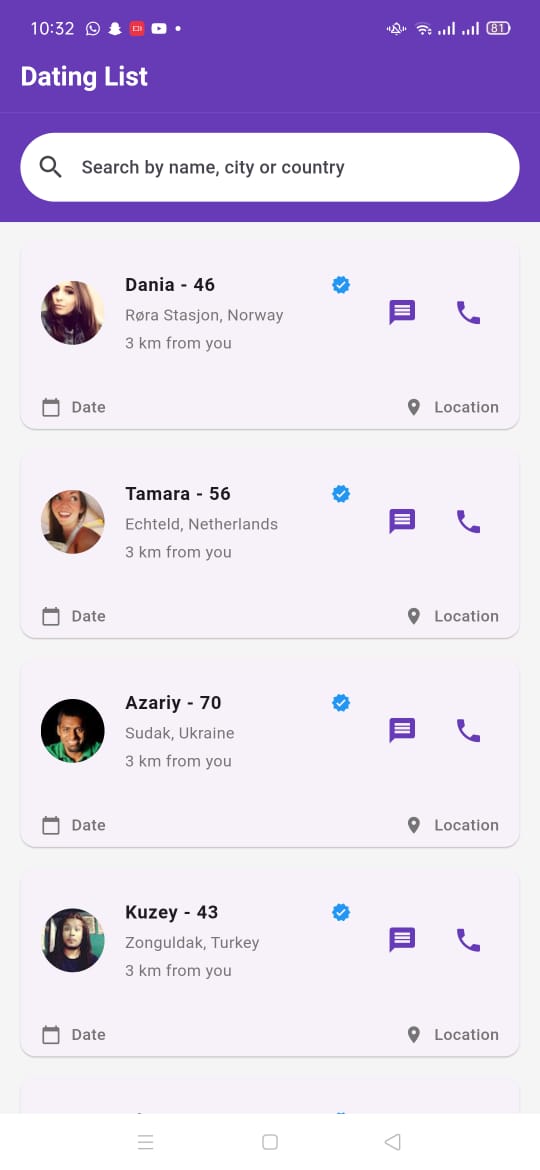 10:32
81
Dating List
Search by name, city or country
Dania - 46
Røra Stasjon, Norway
3 km from you
Date
Location
Tamara - 56
Echteld, Netherlands
3 km from you
Date
Location
Azariy - 70
Sudak, Ukraine
3 km from you
Date
Location
Kuzey - 43
Zonguldak, Turkey
3 km from you
Date
Location